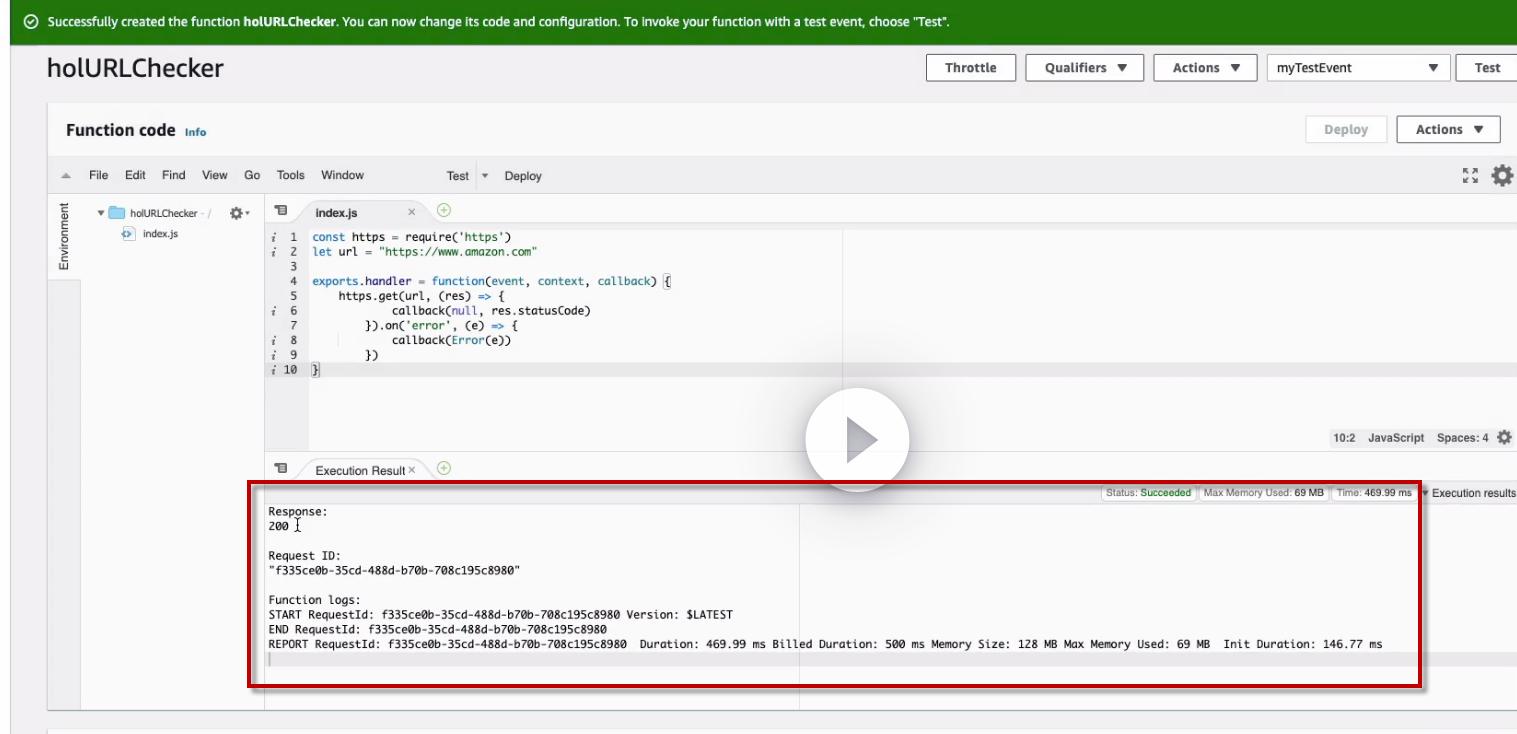 Successfully created the function holURLChecker. You can now change its code and configuration. To invoke your function with a test event, choose "Test".
holURLChecker
Throttle Qualifiers Actions myTestEvent Test
Function code Info
Deploy Actions
File Edit Find View Go Tools Window Test Deploy
Environment
holURLChecker - /
index.js
index.js
1 const https = require('https')
2 let url = "https://www.amazon.com"
3
4 exports.handler = function(event, context, callback) {
5 https.get(url, (res) => {
6 callback(null, res.statusCode)
7 }).on('error', (e) => {
8 callback(Error(e))
9 })
10 }
10:2 JavaScript Spaces: 4
Execution Result
Status: Succeeded Max Memory Used: 69 MB Time: 469.99 ms Execution results
Response:
200
Request ID:
"f335ce0b-35cd-488d-b70b-708c195c8980"
Function logs:
START RequestId: f335ce0b-35cd-488d-b70b-708c195c8980 Version: $LATEST
END RequestId: f335ce0b-35cd-488d-b70b-708c195c8980
REPORT RequestId: f335ce0b-35cd-488d-b70b-708c195c8980 Duration: 469.99 ms Billed Duration: 500 ms Memory Size: 128 MB Max Memory Used: 69 MB Init Duration: 146.77 ms